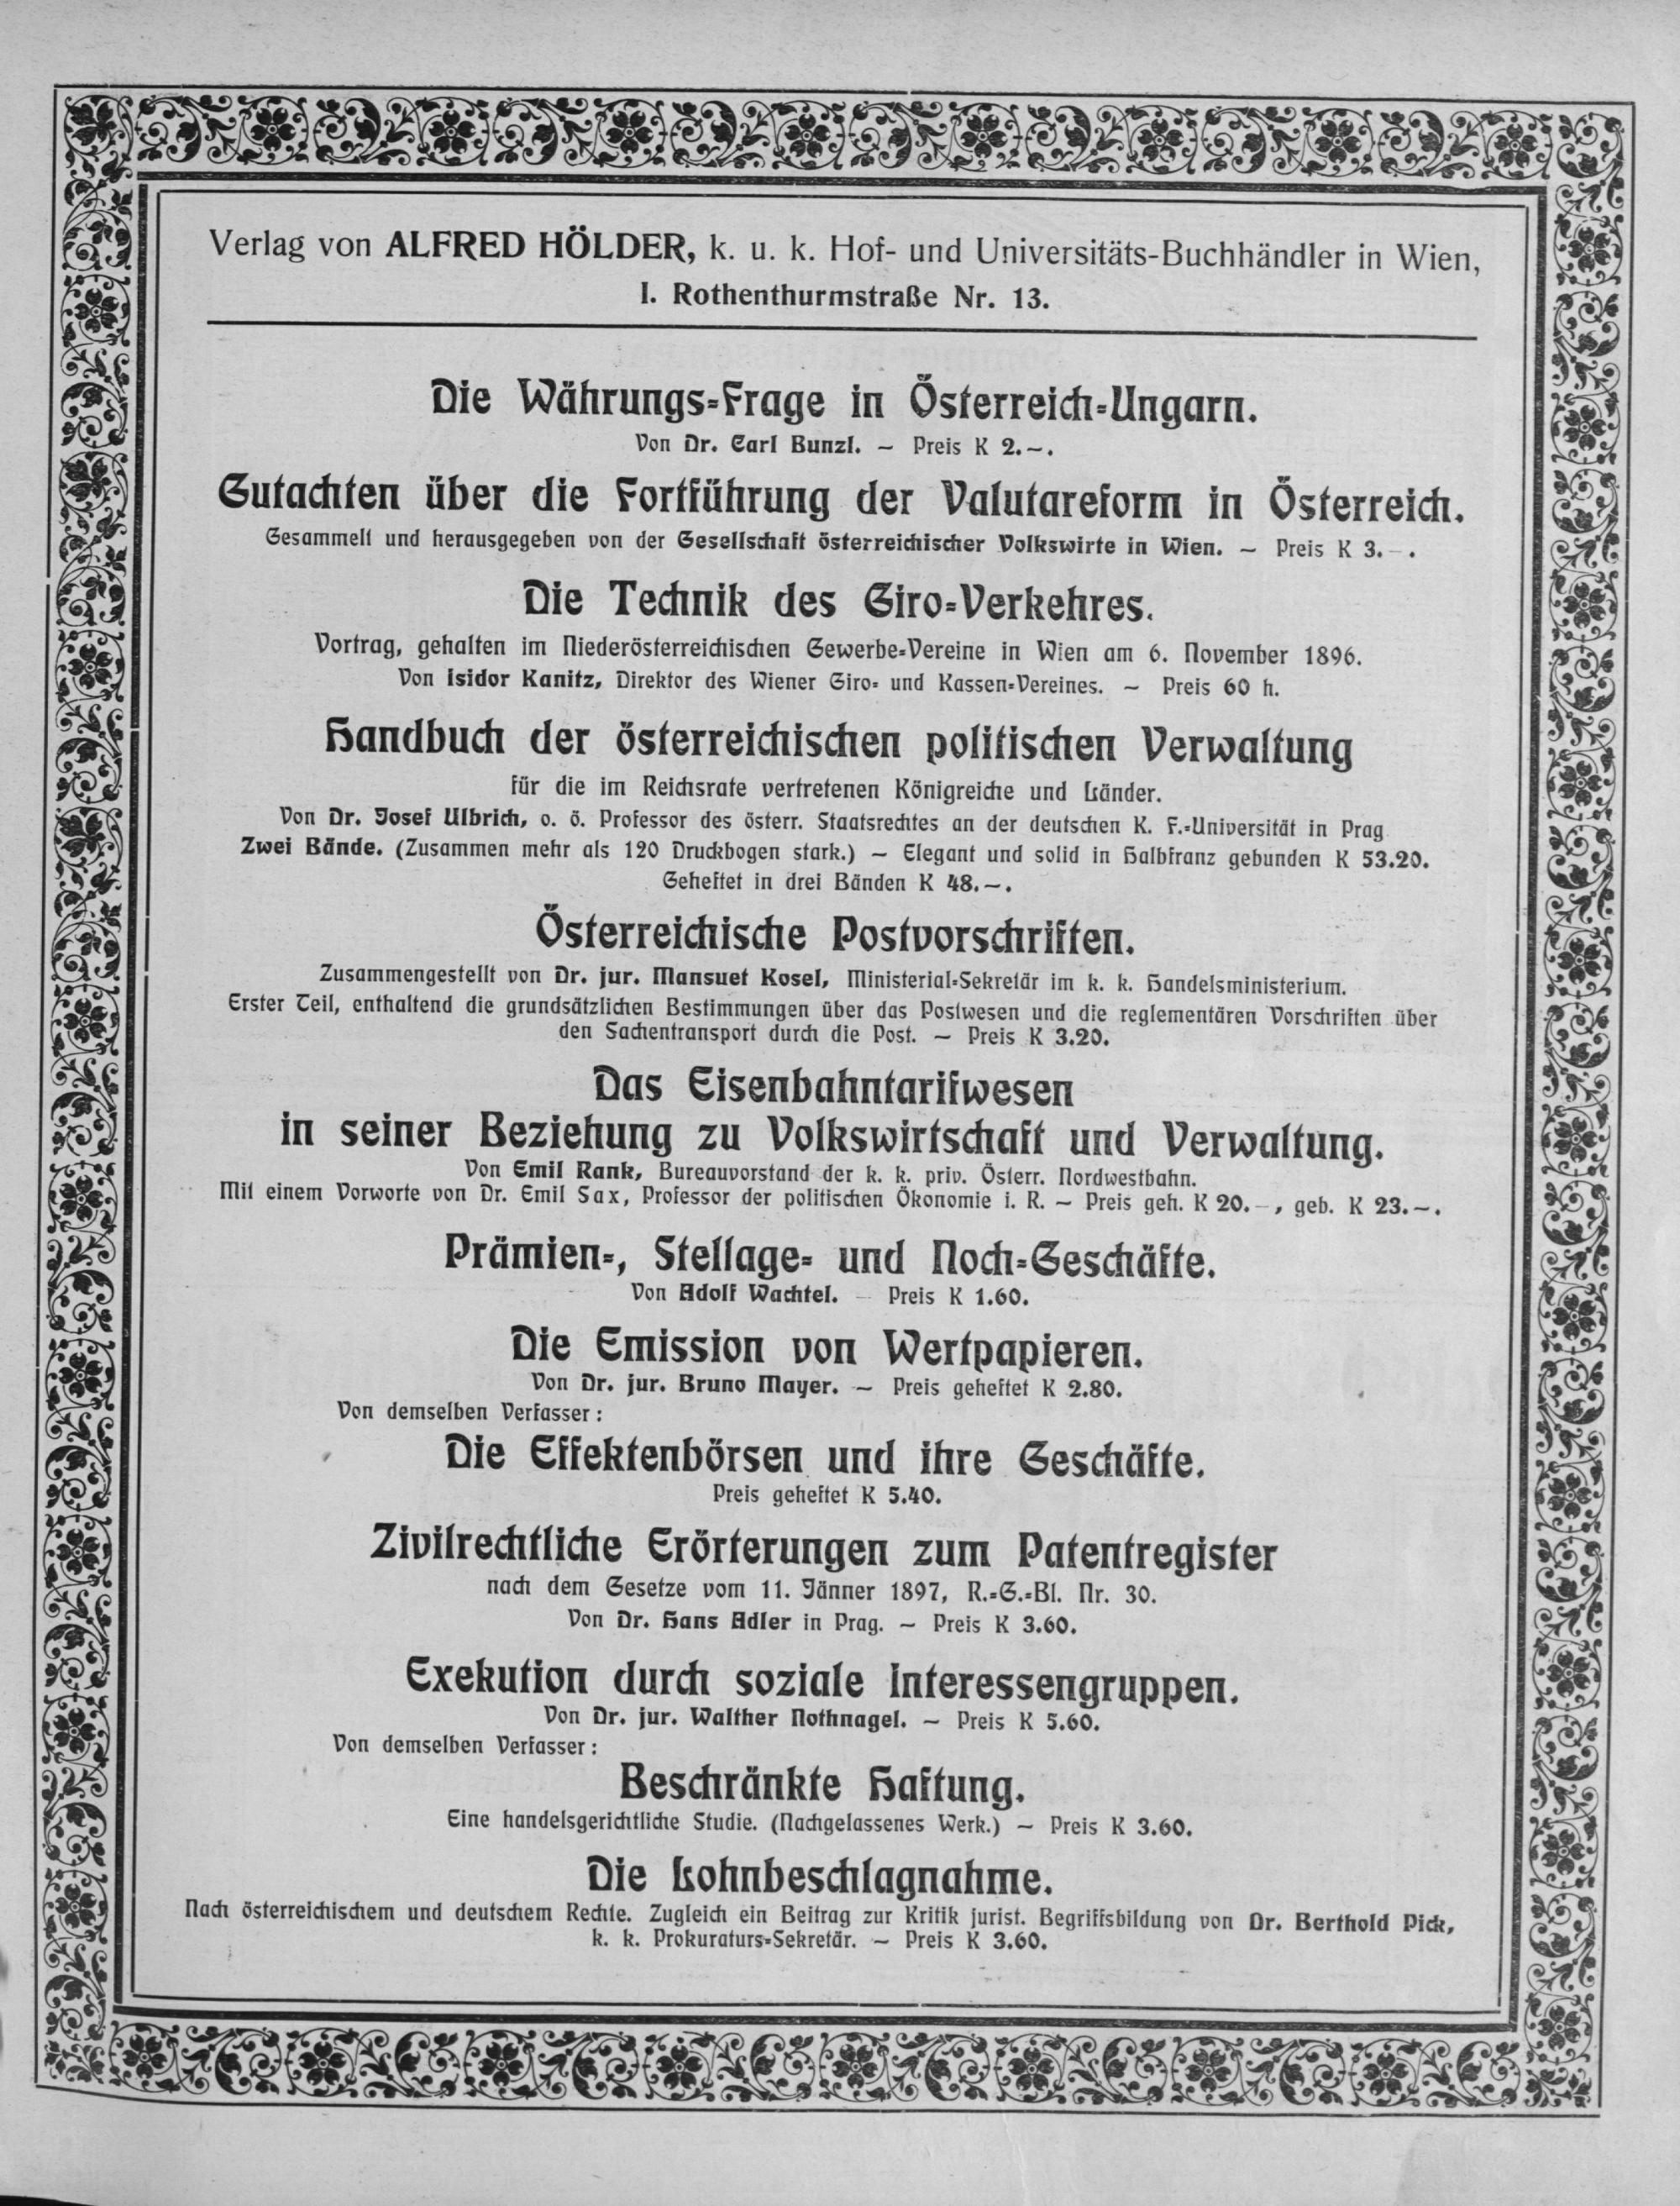 Verlag von ALFRED HÖLDER, k. u. k. Hof- und Universitäts-Buchhändler in Wien,
I. Rothenthurmstraße Nr. 13.
Die Währungs-Frage in Österreich-Ungarn.
Von Dr. Carl Bunzl. — Preis K 2.—.
Gutachten über die Fortführung der Valutareform in Österreich.
Gesammelt und herausgegeben von der Gesellschaft österreichischer Volkswirte in Wien. — Preis K 3.—.
Die Technik des Giro-Verkehres.
Vortrag, gehalten im Niederösterreichischen Gewerbe-Vereine in Wien am 6. November 1896.
Von Isidor Kanitz, Direktor des Wiener Giro- und Kassen-Vereines. — Preis 60 h.
Handbuch der österreichischen politischen Verwaltung
für die im Reichsrate vertretenen Königreiche und Länder.
Von Dr. Josef Ulbrich, o. ö. Professor des österr. Staatsrechtes an der deutschen K. F.-Universität in Prag
Zwei Bände. (Zusammen mehr als 120 Druckbogen stark.) — Elegant und solid in Halbfranz gebunden K 53.20.
Geheftet in drei Bänden K 48.—.
Österreichische Postvorschriften.
Zusammengestellt von Dr. jur. Mansuet Kosel, Ministerial-Sekretär im k. k. Handelsministerium.
Erster Teil, enthaltend die grundsätzlichen Bestimmungen über das Postwesen und die reglementären Vorschriften über
den Sachentransport durch die Post. — Preis K 3.20.
Das Eisenbahntarifwesen
in seiner Beziehung zu Volkswirtschaft und Verwaltung.
Von Emil Rank, Bureauvorstand der k. k. priv. Österr. Nordwestbahn.
Mit einem Vorworte von Dr. Emil Sax, Professor der politischen Ökonomie i. R. — Preis geh. K 20.—, geb. K 23.—.
Prämien-, Stellage- und Noch-Geschäfte.
Von Adolf Wachtel. — Preis K 1.60.
Die Emission von Wertpapieren.
Von Dr. jur. Bruno Mayer. — Preis geheftet K 2.80.
Von demselben Verfasser:
Die Effektenbörsen und ihre Geschäfte.
Preis geheftet K 5.40.
Zivilrechtliche Erörterungen zum Patentregister
nach dem Gesetze vom 11. Jänner 1897, R.-G.-Bl. Nr. 30.
Von Dr. Hans Adler in Prag. — Preis K 3.60.
Exekution durch soziale Interessengruppen.
Von Dr. jur. Walther Nothnagel. — Preis K 5.60.
Von demselben Verfasser:
Beschränkte Haftung.
Eine handelsgerichtliche Studie. (Nachgelassenes Werk.) — Preis K 3.60.
Die Lohnbeschlagnahme.
Nach österreichischem und deutschem Rechte. Zugleich ein Beitrag zur Kritik jurist. Begriffsbildung von Dr. Berthold Pick,
k. k. Prokuraturs-Sekretär. — Preis K 3.60.